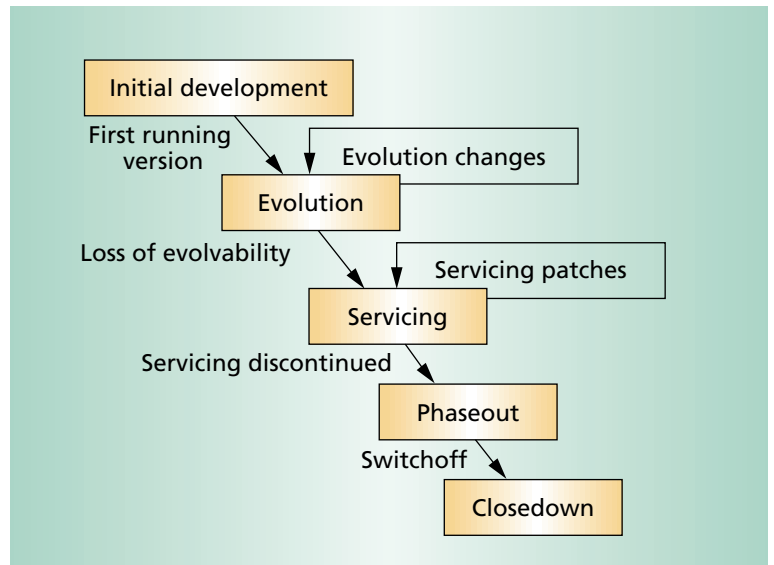 Initial development
First running
version
Evolution changes
Evolution
Loss of evolvability
Servicing patches
Servicing
Servicing discontinued
Phaseout
Switchoff
Closedown